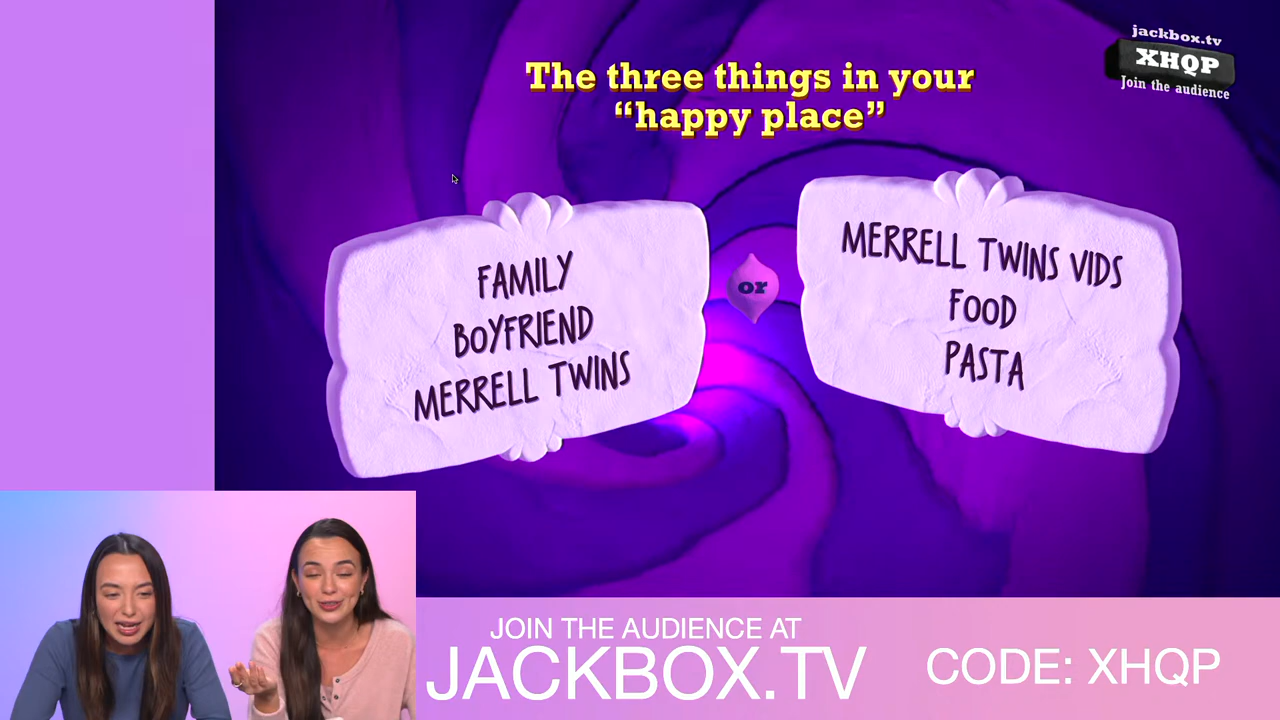 The three things in your
“happy place”
jackbox.tv
XHQP
Join the audience
FAMILY
BOYFRIEND
MERRELL TWINS
or
MERRELL TWINS VIDS
FOOD
PASTA
JOIN THE AUDIENCE AT
JACKBOX.TV
CODE: XHQP